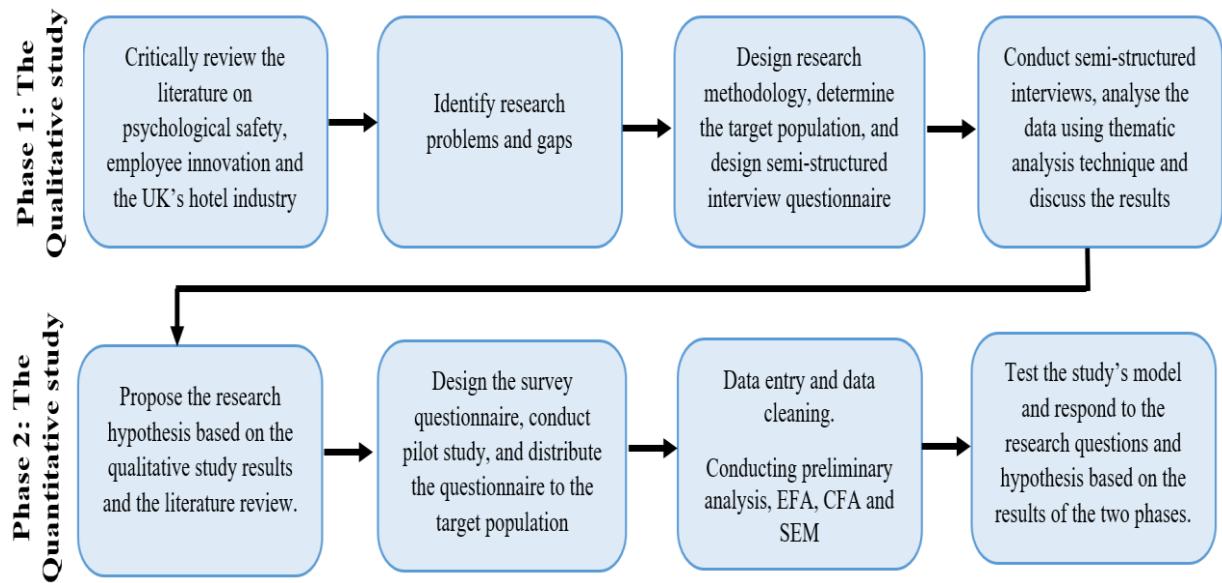 Phase 1: The
Qualitative study
Critically review the
literature on
psychological safety,
employee innovation and
the UK's hotel industry
Identify research
problems and gaps
Design research
methodology, determine
the target population, and
design semi-structured
interview questionnaire
Conduct semi-structured
interviews, analyse the
data using thematic
analysis technique and
discuss the results
Phase 2: The
Quantitative study
Propose the research
hypothesis based on the
qualitative study results
and the literature review.
Design the survey
questionnaire, conduct
pilot study, and distribute
the questionnaire to the
target population
Data entry and data
cleaning.
Conducting preliminary
analysis, EFA, CFA and
SEM
Test the study's model
and respond to the
research questions and
hypothesis based on the
results of the two phases.